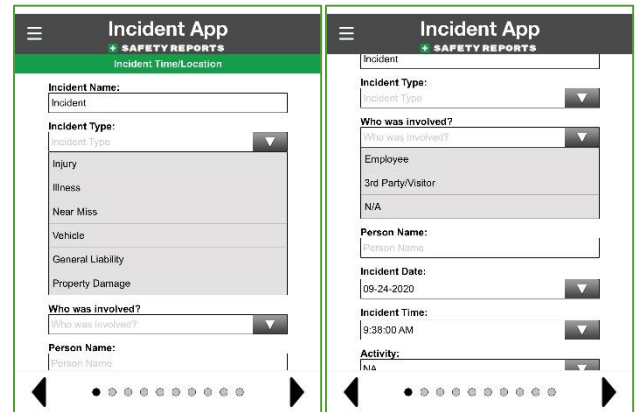 Incident App
SAFETY REPORTS
Incident Time/Location
Incident Name:
Incident
Incident Type:
Incident Type
Injury
Illness
Near Miss
Vehicle
General Liability
Property Damage
Who was involved?
Who was involved?
Person Name:
Person Name
Incident App
SAFETY REPORTS
Incident
Incident Type:
Incident Type
Who was involved?
Who was involved?
Employee
3rd Party/Visitor
N/A
Person Name:
Person Name
Incident Date:
09-24-2020
Incident Time:
9:38:00 AM
Activity:
NA